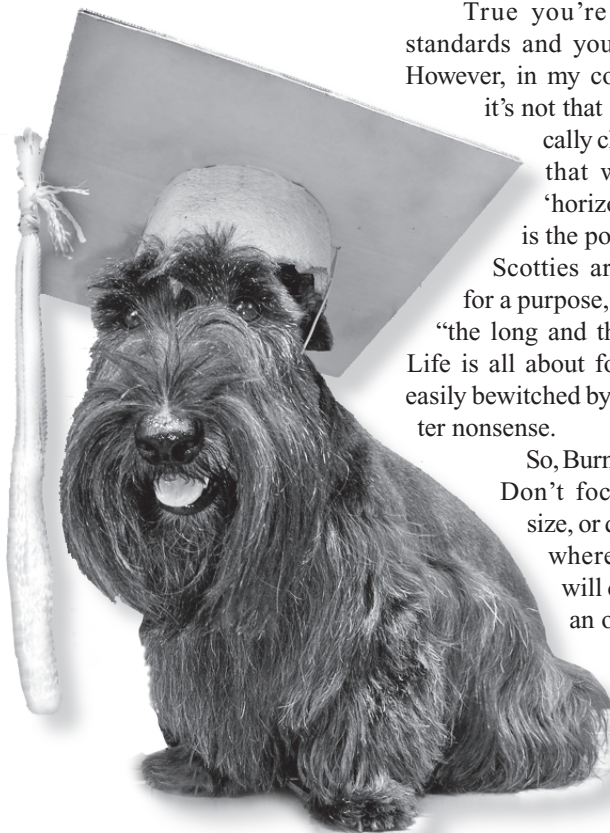 True you’re
standards and you
However, in my co
it’s not that
cally cl
that w
‘horizo
is the po
Scotties ar
for a purpose,
“the long and th
Life is all about fo
easily bewitched by
ter nonsense.
So, Burn
Don’t foc
size, or
where
will
an o